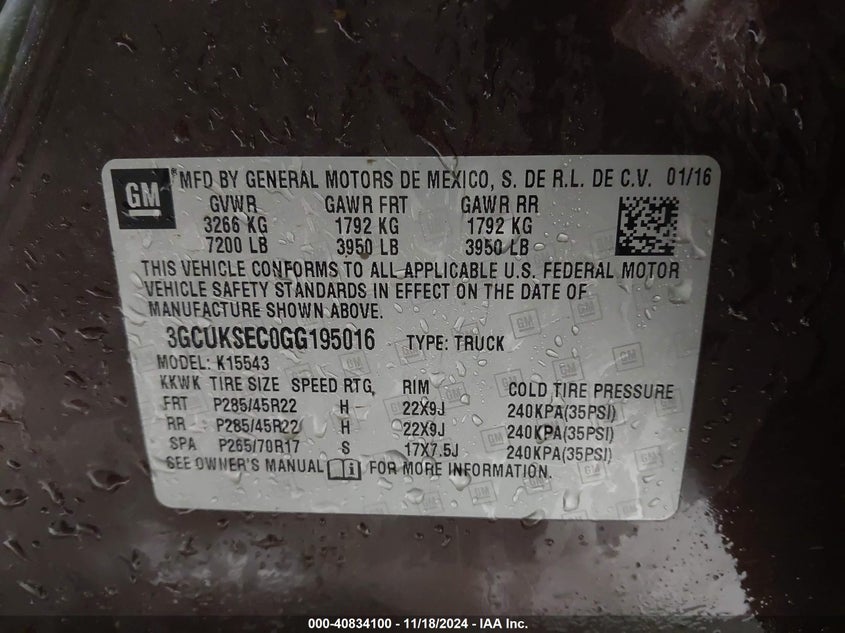 GM
MFD BY GENERAL MOTORS DE MEXICO, S. DE R.L. DE C.V. 01/16
GVWR GAWR FRT GAWR RR
3266 KG 1792 KG 1792 KG
7200 LB 3950 LB 3950 LB
THIS VEHICLE CONFORMS TO ALL APPLICABLE U.S. FEDERAL MOTOR
VEHICLE SAFETY STANDARDS IN EFFECT ON THE DATE OF
MANUFACTURE SHOWN ABOVE.
3GCUKSEC0GG195016 TYPE: TRUCK
MODEL: K15543
KKWK TIRE SIZE SPEED RTG, RIM COLD TIRE PRESSURE
FRT P285/45R22 H 22X9J 240KPA(35PSI)
RR P285/45R22 H 22X9J 240KPA(35PSI)
SPA P265/70R17 S 17X7.5J 240KPA(35PSI)
SEE OWNER'S MANUAL FOR MORE INFORMATION.
000-40834100 - 11/18/2024 - IAA Inc.